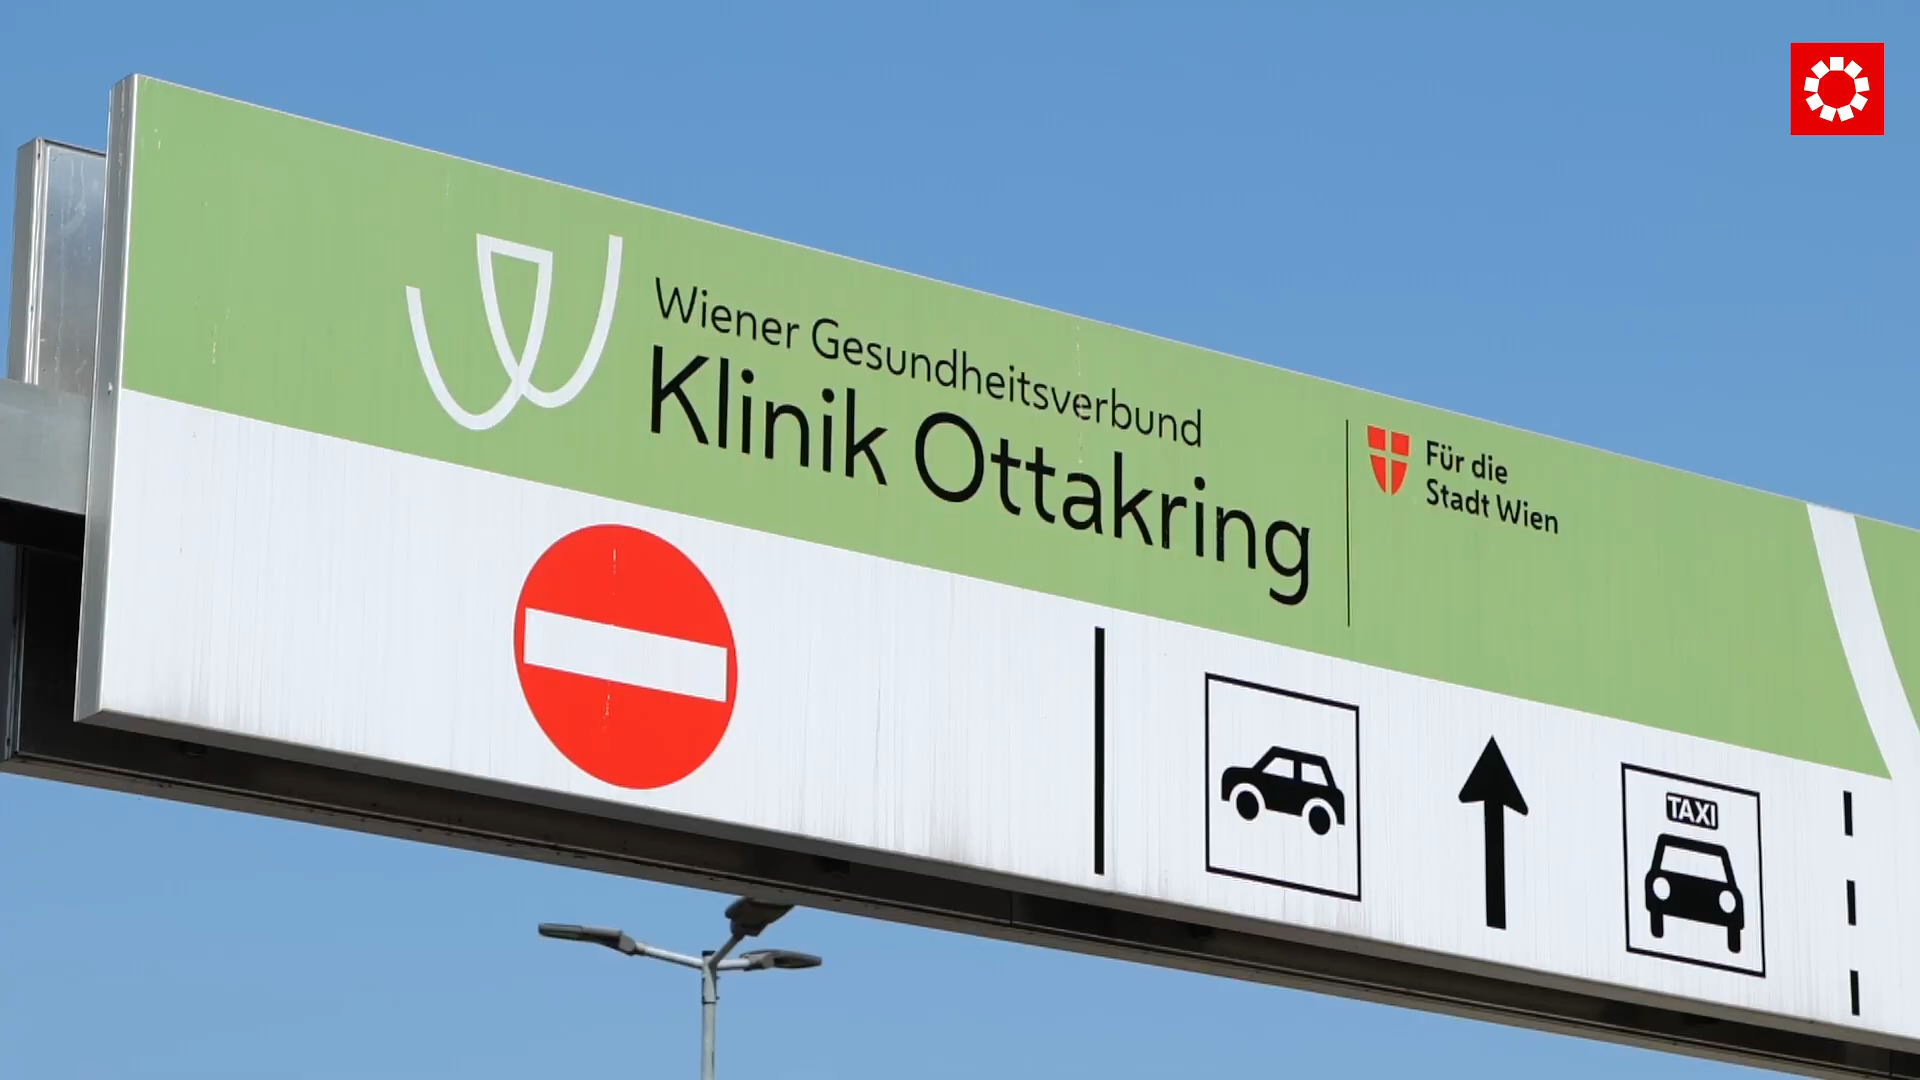 Wiener Gesundheitsverbund
Klinik Ottakring
Für die
Stadt Wien
TAXI